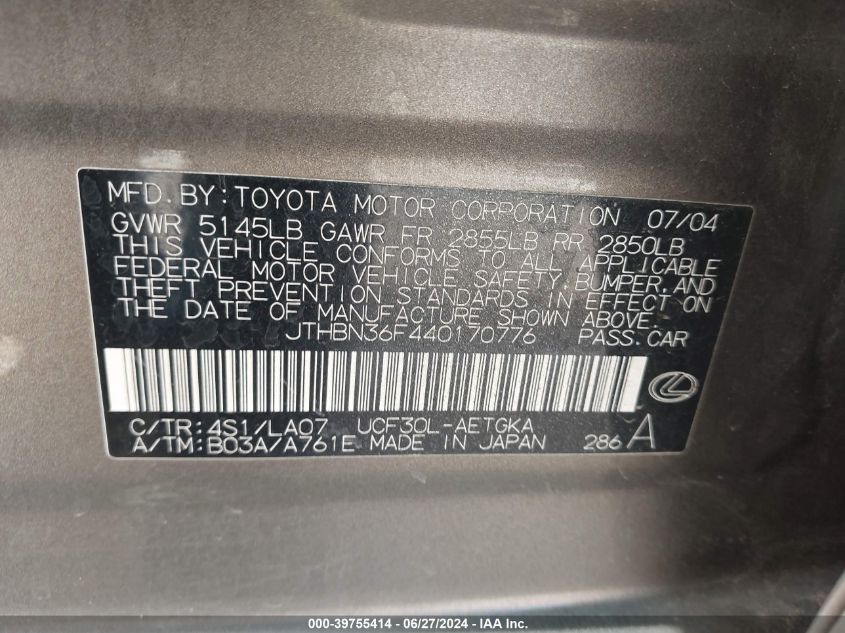 MFD. BY: TOYOTA MOTOR CORPORATION 07/04
GVWR 5145LB GAWR FR 2855LB RR 2850LB
THIS VEHICLE CONFORMS TO ALL APPLICABLE
FEDERAL MOTOR VEHICLE SAFETY, BUMPER, AND
THEFT PREVENTION STANDARDS IN EFFECT ON
THE DATE OF MANUFACTURE SHOWN ABOVE.
JTHBN36F440170776 PASS. CAR
C/TR: 4S1/LA07 UCF30L-AETGKA
A/TM: B03A/A761E MADE IN JAPAN 286 A
000-39755414 - 06/27/2024 - IAA Inc.